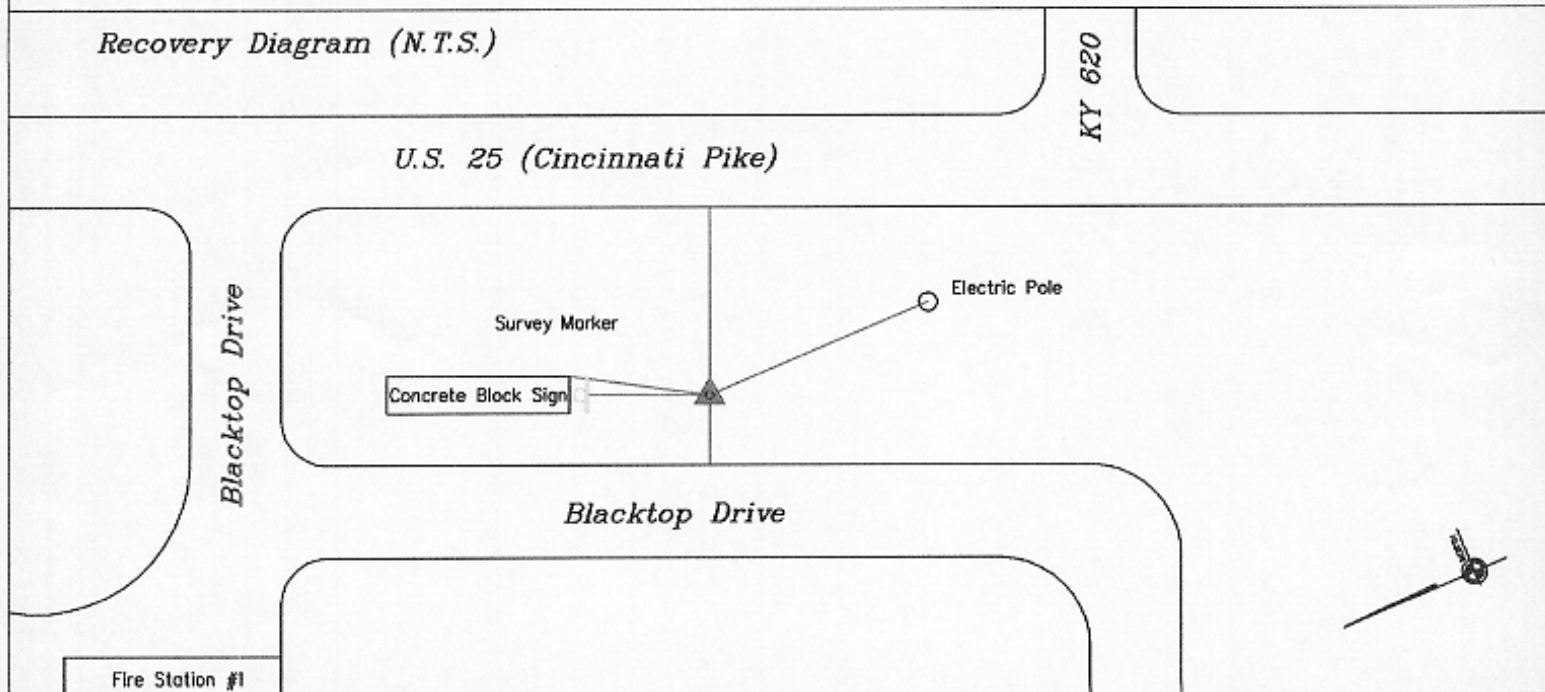 Recovery Diagram (N.T.S.)
KY 620
U.S. 25 (Cincinnati Pike)
Electric Pole
Survey Marker
Blacktop Drive
Concrete Block Sign
Blacktop Drive
Fire Station #1